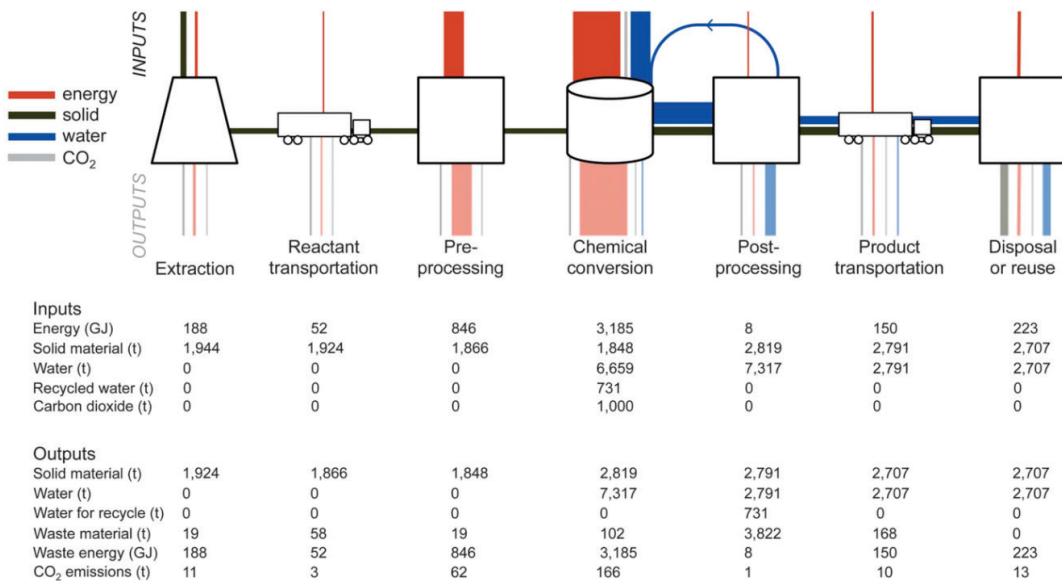 INPUTS
energy
solid
water
CO₂
OUTPUTS
Extraction
Reactant transportation
Pre-processing
Chemical conversion
Post-processing
Product transportation
Disposal or reuse
Inputs
Energy (GJ) 188 52 846 3,185 8 150 223
Solid material (t) 1,944 1,924 1,866 1,848 2,819 2,791 2,707
Water (t) 0 0 0 6,659 7,317 2,791 2,707
Recycled water (t) 0 0 0 731 0 0 0
Carbon dioxide (t) 0 0 0 1,000 0 0 0
Outputs
Solid material (t) 1,924 1,866 1,848 2,819 2,791 2,707 2,707
Water (t) 0 0 0 7,317 2,791 2,707 2,707
Water for recycle (t) 0 0 0 0 731 0 0
Waste material (t) 19 58 19 102 3,822 168 0
Waste energy (GJ) 188 52 846 3,185 8 150 223
CO₂ emissions (t) 11 3 62 166 1 10 13